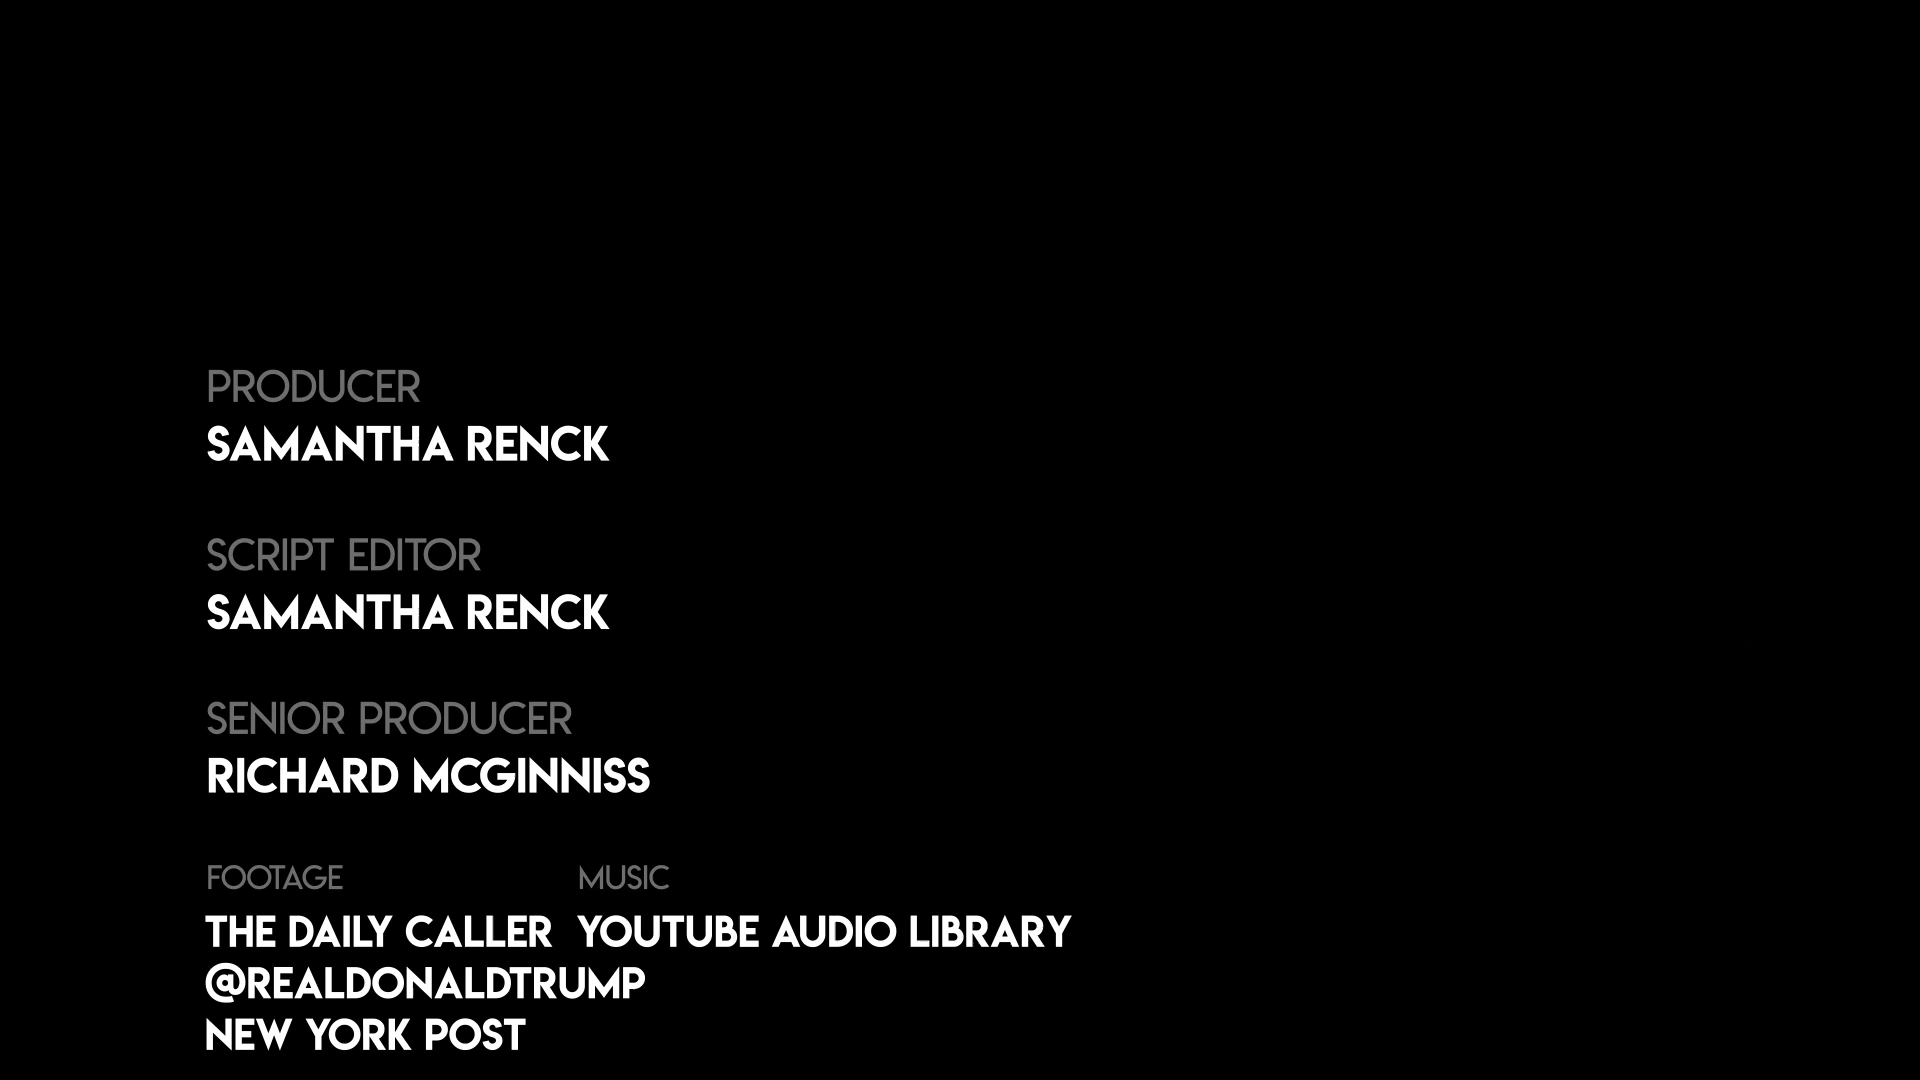 PRODUCER
SAMANTHA RENCK
SCRIPT EDITOR
SAMANTHA RENCK
SENIOR PRODUCER
RICHARD MCGINNISS
FOOTAGE
THE DAILY CALLER
@REALDONALDTRUMP
NEW YORK POST
MUSIC
YOUTUBE AUDIO LIBRARY